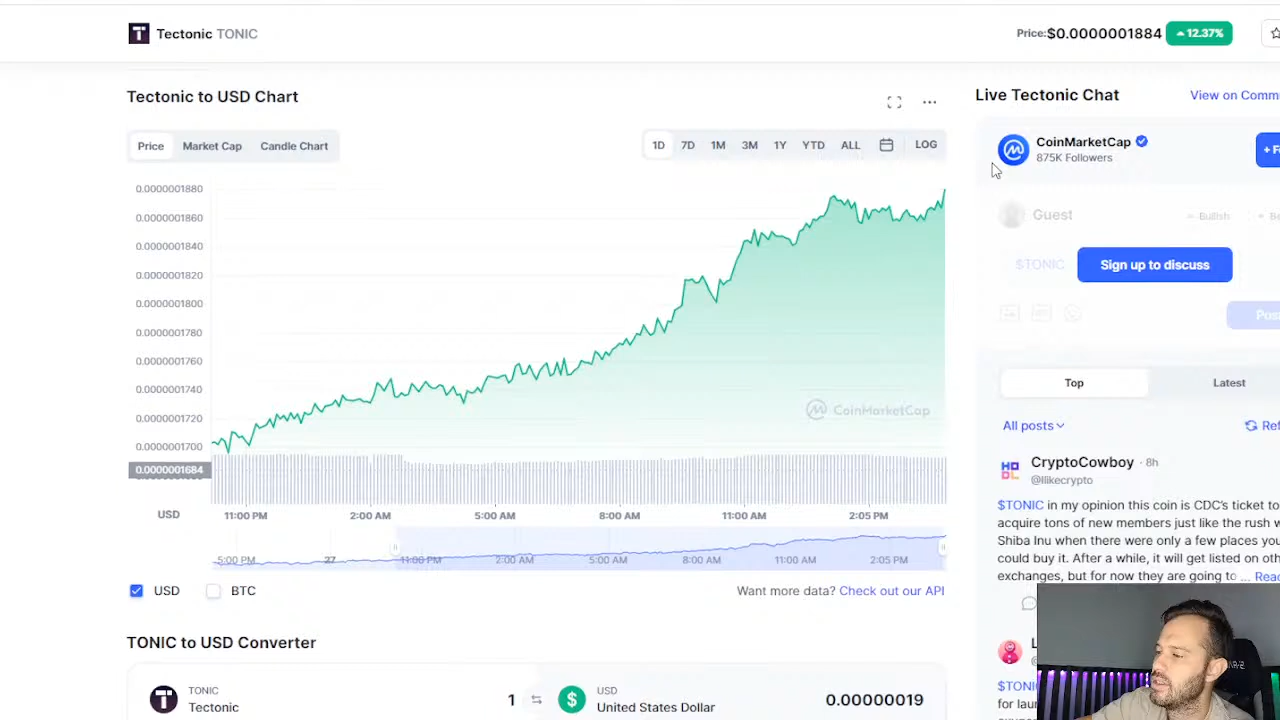 Tectonic TONIC
Price:$0.0000001884 12.37%
Tectonic to USD Chart
Price Market Cap Candle Chart
1D 7D 1M 3M 1Y YTD ALL LOG
0.0000001880
0.0000001860
0.0000001840
0.0000001820
0.0000001800
0.0000001780
0.0000001760
0.0000001740
0.0000001720
0.0000001700
0.0000001684
CoinMarketCap
USD 11:00 PM 2:00 AM 5:00 AM 8:00 AM 11:00 AM 2:05 PM
5:00 PM 27 11:00 PM 2:00 AM 5:00 AM 8:00 AM 11:00 AM 2:05 PM
USD BTC
Want more data? Check out our API
TONIC to USD Converter
TONIC
Tectonic
1
USD
United States Dollar
0.00000019
Live Tectonic Chat
View on Comm
CoinMarketCap
875K Followers
+ F
Guest
Bullish
$TONIC
Sign up to discuss
Pos
Top Latest
All posts
Ref
CryptoCowboy · 8h
@Ilikecrypto
$TONIC in my opinion this coin is CDC's ticket to
acquire tons of new members just like the rush w
Shiba Inu when there were only a few places you
could buy it. After a while, it will get listed on oth
exchanges, but for now they are going to ... Read
L
@
$TONI
for lau